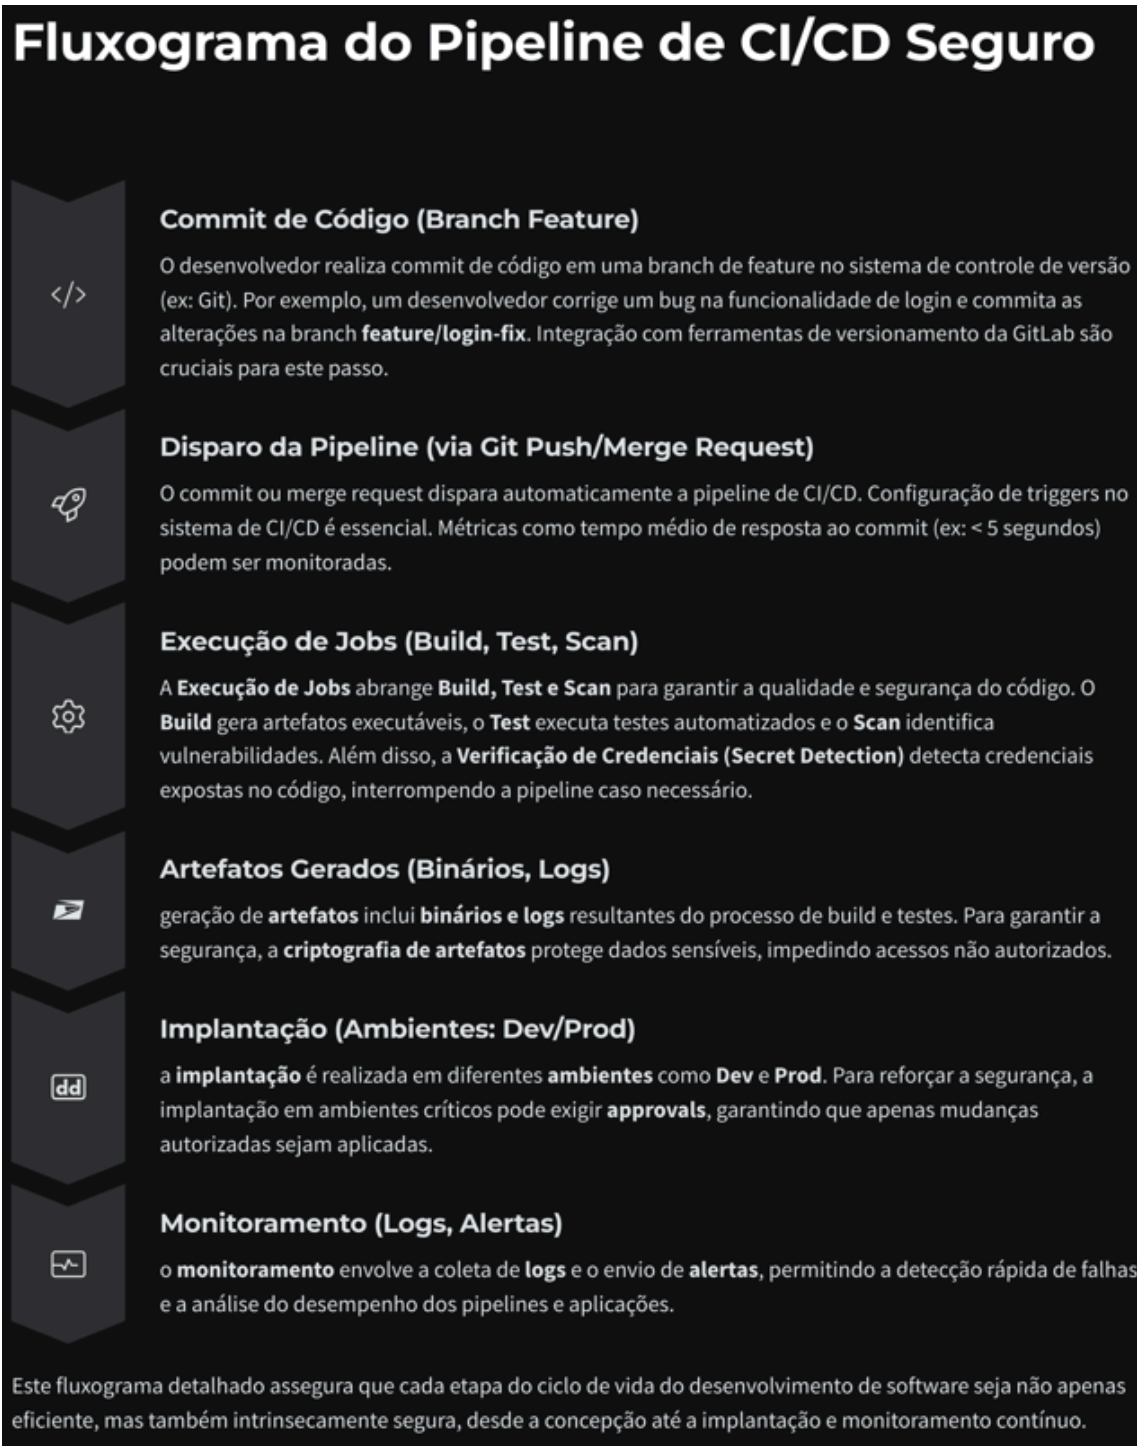 Fluxograma do Pipeline de CI/CD Seguro
</>
Commit de Código (Branch Feature)
O desenvolvedor realiza commit de código em uma branch de feature no sistema de controle de versão
(ex: Git). Por exemplo, um desenvolvedor corrige um bug na funcionalidade de login e commita as
alterações na branch feature/login-fix. Integração com ferramentas de versionamento da GitLab são
cruciais para este passo.
Disparo da Pipeline (via Git Push/Merge Request)
O commit ou merge request dispara automaticamente a pipeline de CI/CD. Configuração de triggers no
sistema de CI/CD é essencial. Métricas como tempo médio de resposta ao commit (ex: < 5 segundos)
podem ser monitoradas.
Execução de Jobs (Build, Test, Scan)
A Execução de Jobs abrange Build, Test e Scan para garantir a qualidade e segurança do código. O
Build gera artefatos executáveis, o Test executa testes automatizados e o Scan identifica
vulnerabilidades. Além disso, a Verificação de Credenciais (Secret Detection) detecta credenciais
expostas no código, interrompendo a pipeline caso necessário.
Artefatos Gerados (Binários, Logs)
geração de artefatos inclui binários e logs resultantes do processo de build e testes. Para garantir a
segurança, a criptografia de artefatos protege dados sensíveis, impedindo acessos não autorizados.
dd
Implantação (Ambientes: Dev/Prod)
a implantação é realizada em diferentes ambientes como Dev e Prod. Para reforçar a segurança, a
implantação em ambientes críticos pode exigir approvals, garantindo que apenas mudanças
autorizadas sejam aplicadas.
Monitoramento (Logs, Alertas)
o monitoramento envolve a coleta de logs e o envio de alertas, permitindo a detecção rápida de falhas
e a análise do desempenho dos pipelines e aplicações.
Este fluxograma detalhado assegura que cada etapa do ciclo de vida do desenvolvimento de software seja não apenas
eficiente, mas também intrinsecamente segura, desde a concepção até a implantação e monitoramento contínuo.